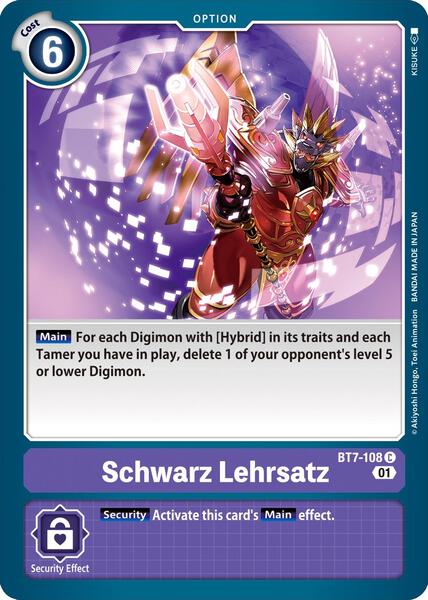 OPTION
Cost
6
KISUKE
Main For each Digimon with [Hybrid] in its traits and each
Tamer you have in play, delete 1 of your opponent's level 5
or lower Digimon.
© Akiyoshi Hongo, Toei Animation BANDAI MADE IN JAPAN
BT7-108 C
Schwarz Lehrsatz
01
Security Activate this card's Main effect.
Security Effect